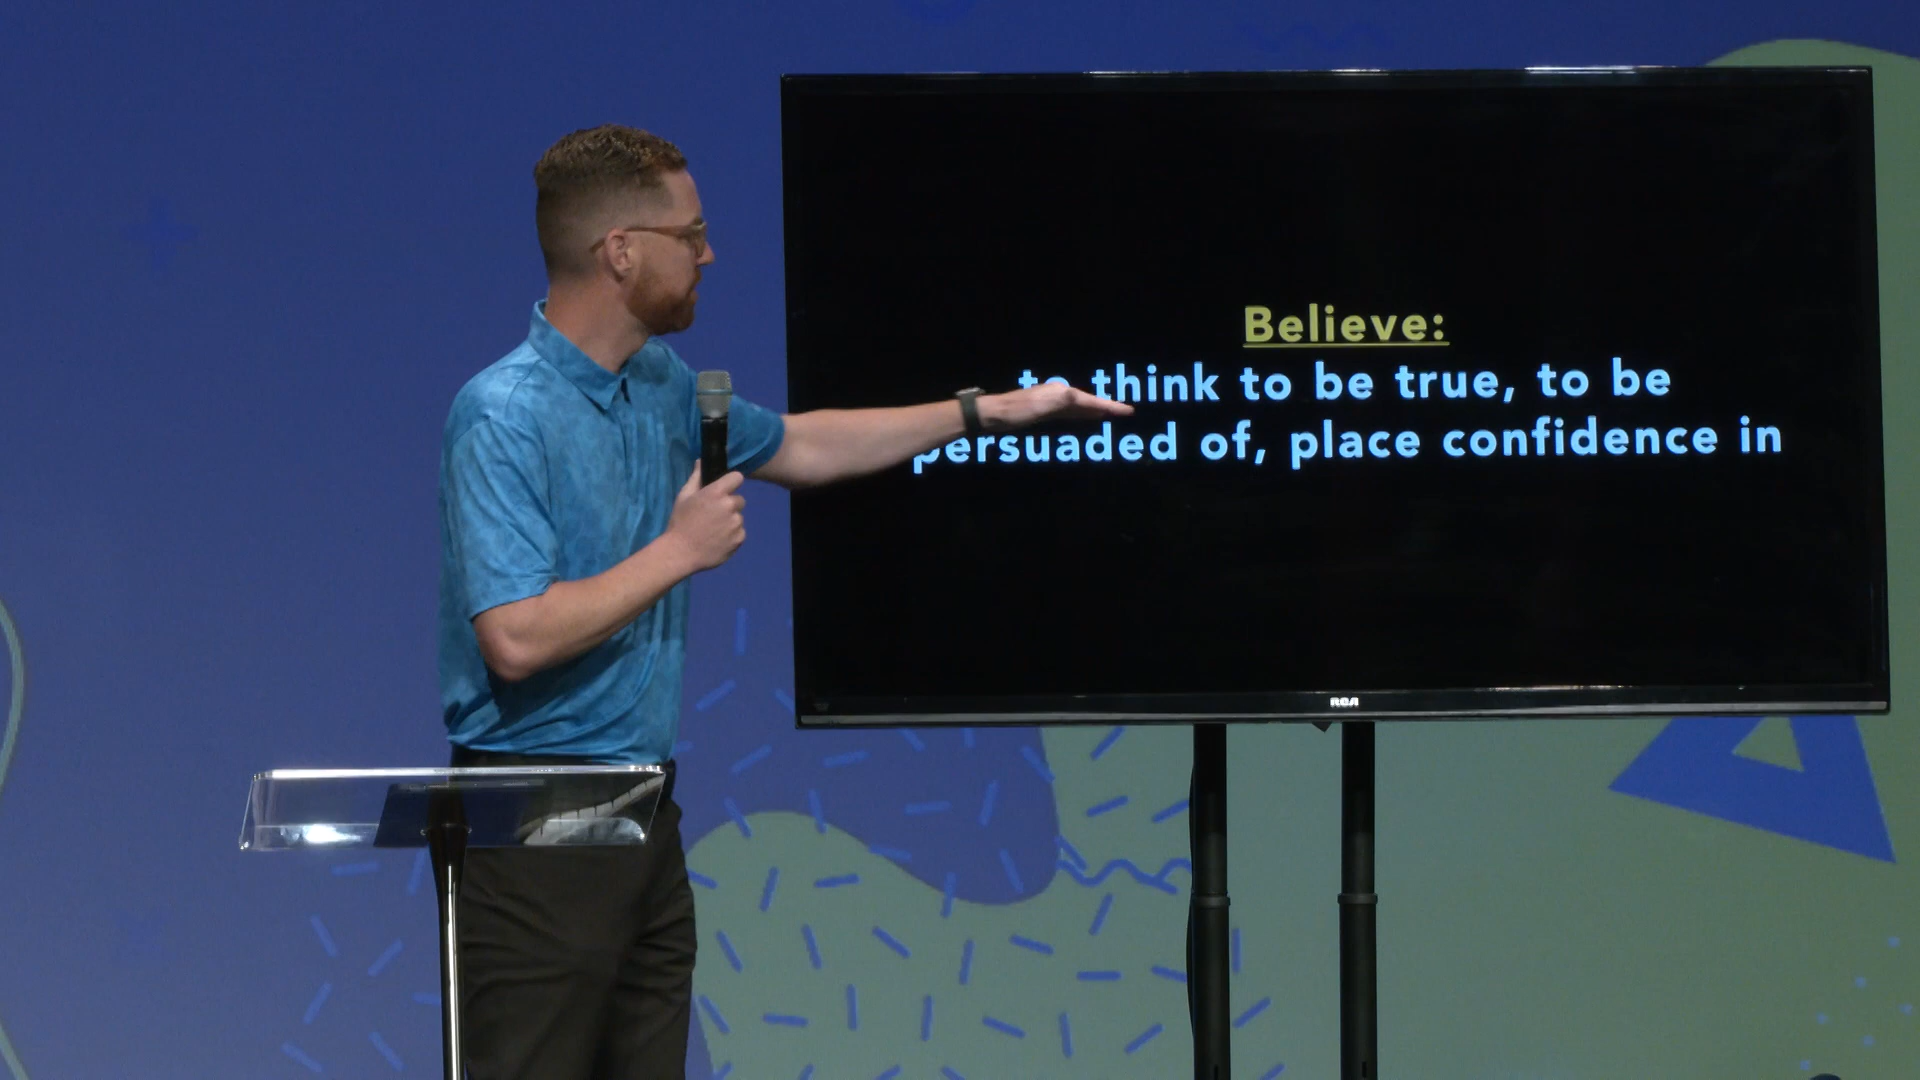 Believe:
to think to be true, to be
persuaded of, place confidence in
RCA